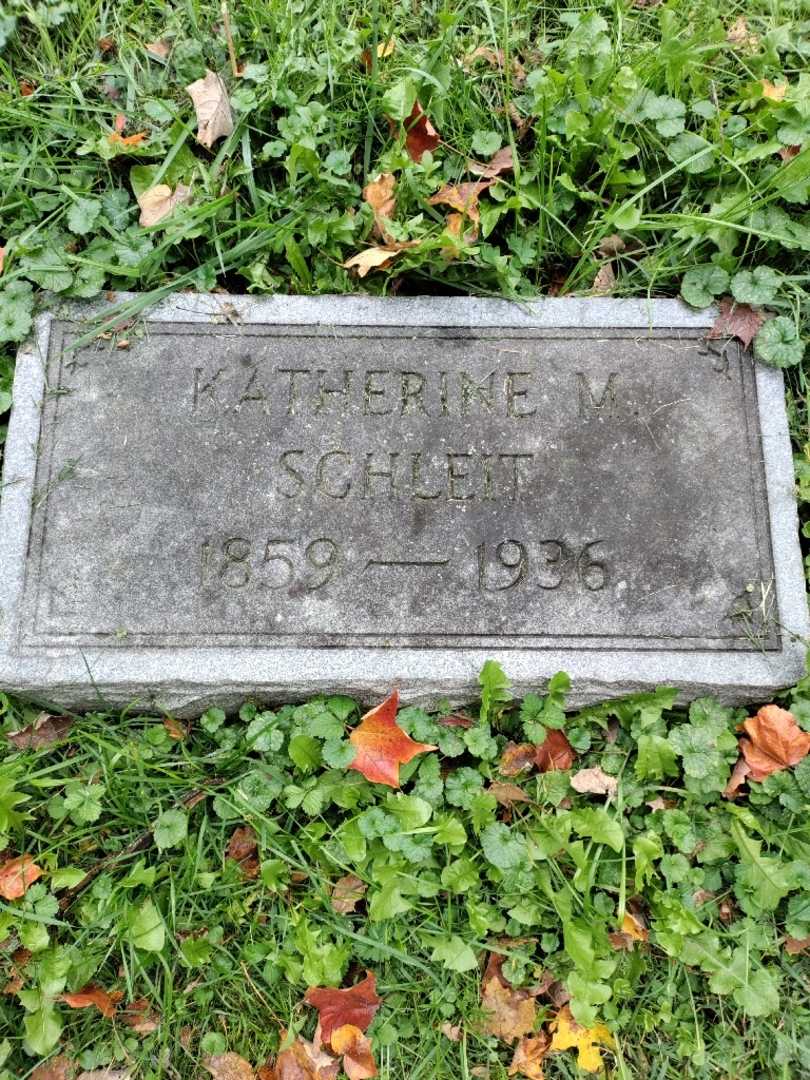 KATHERINE M.
SCHLEIT
1859 — 1936